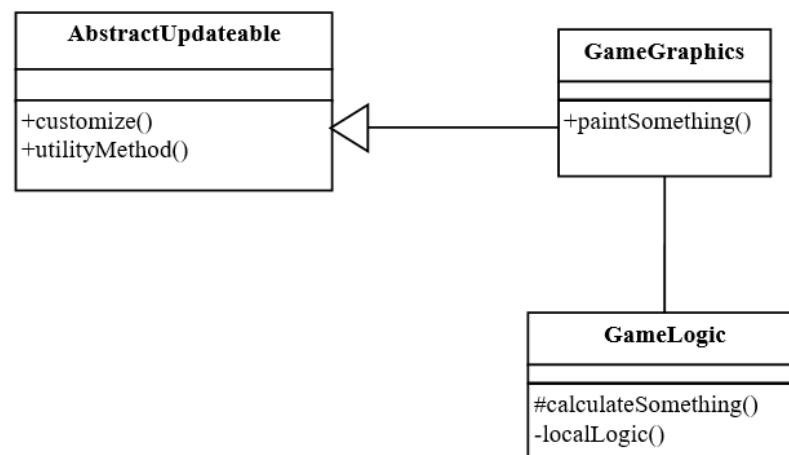 AbstractUpdateable
+customize()
+utilityMethod()
GameGraphics
+paintSomething()
GameLogic
#calculateSomething()
-localLogic()